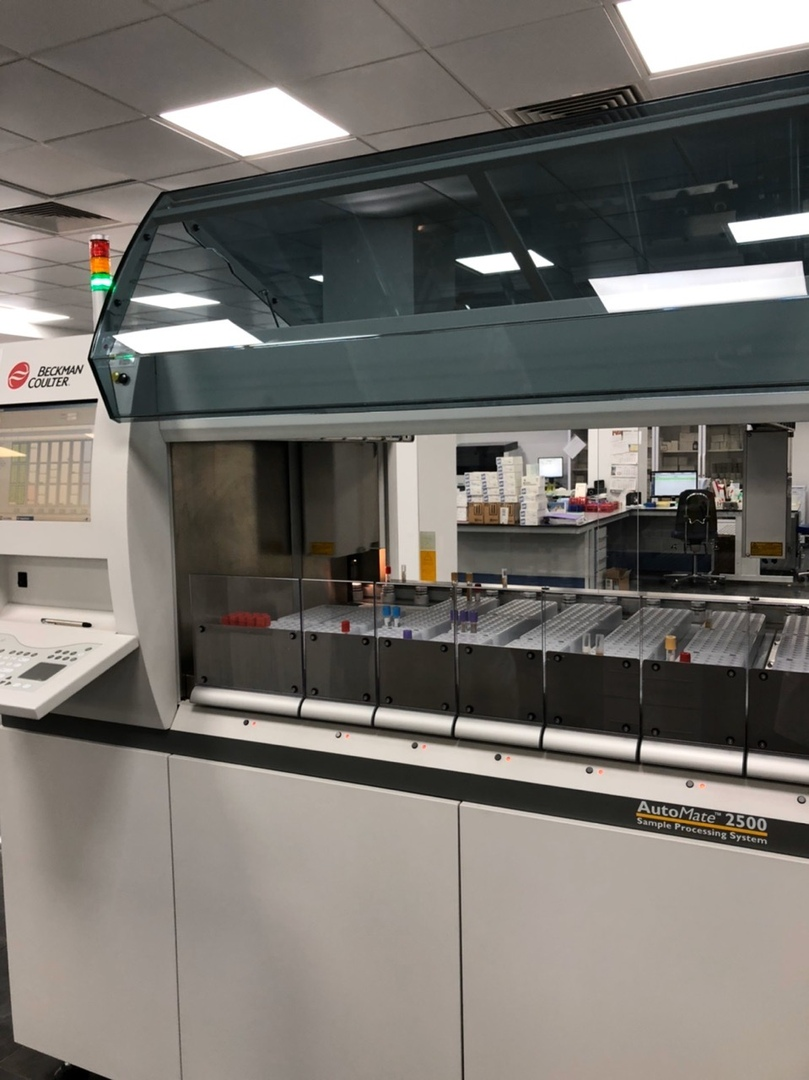 BECKMAN
COULTER
AutoMate™ 2500
Sample Processing System